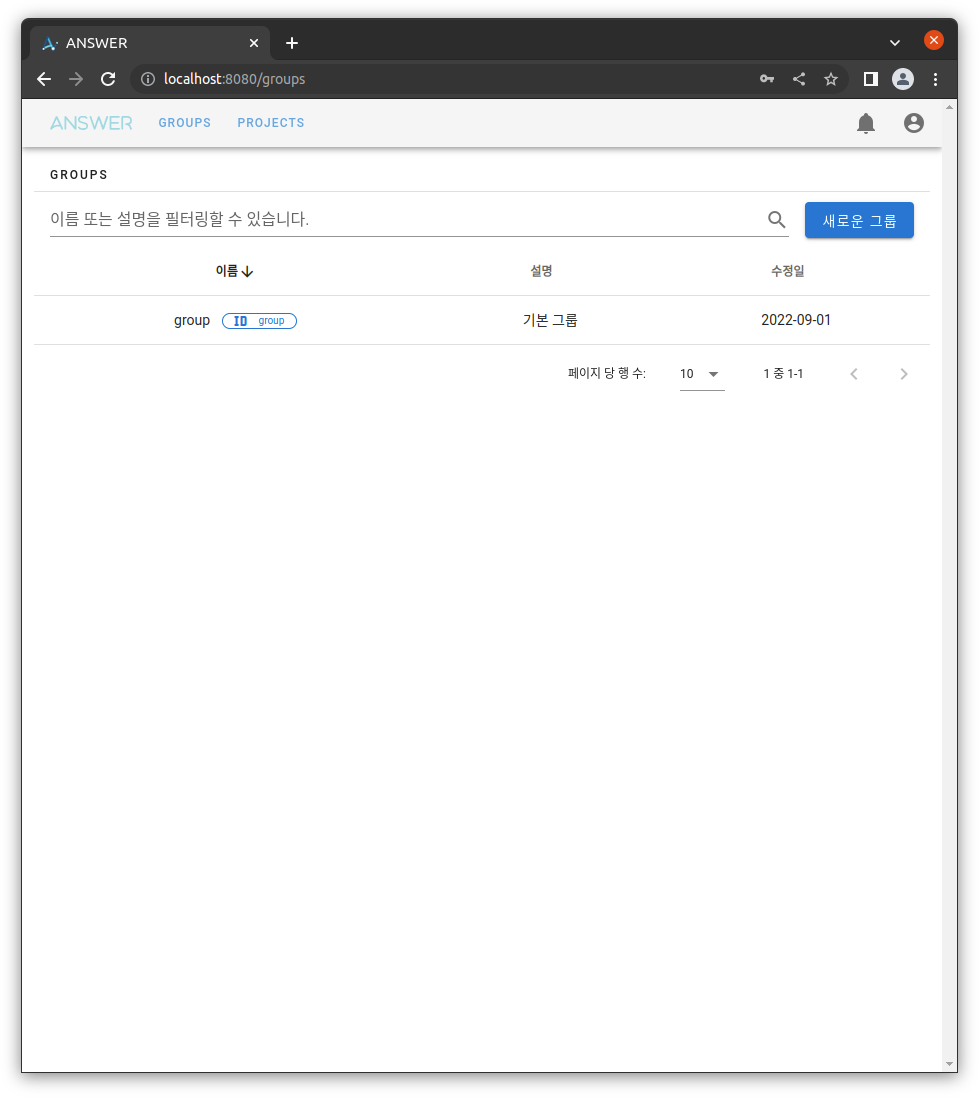 ANSWER
localhost:8080/groups
ANSWER GROUPS PROJECTS
GROUPS
이름 또는 설명을 필터링할 수 있습니다. 새로운 그룹
이름 설명 수정일
group ID group 기본 그룹 2022-09-01
페이지 당 행 수: 10 1 중 1-1